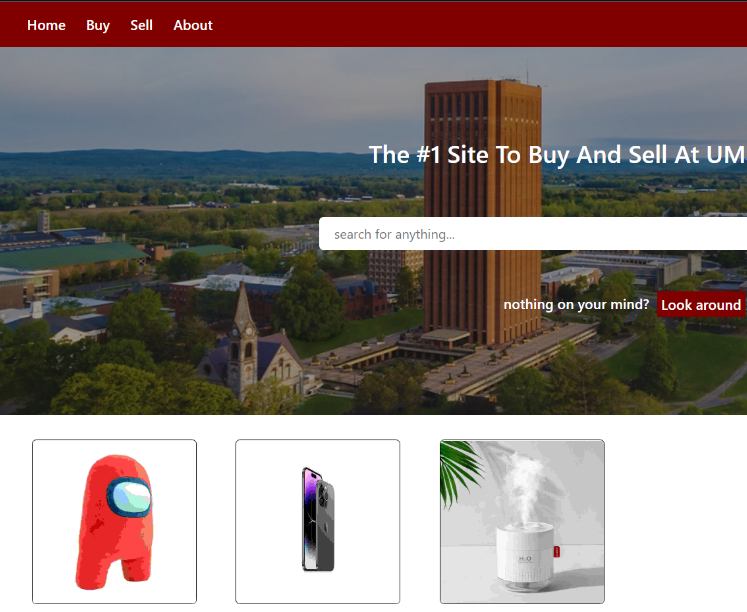 Home Buy Sell About
The #1 Site To Buy And Sell At UM
search for anything...
nothing on your mind? Look around
H₂O